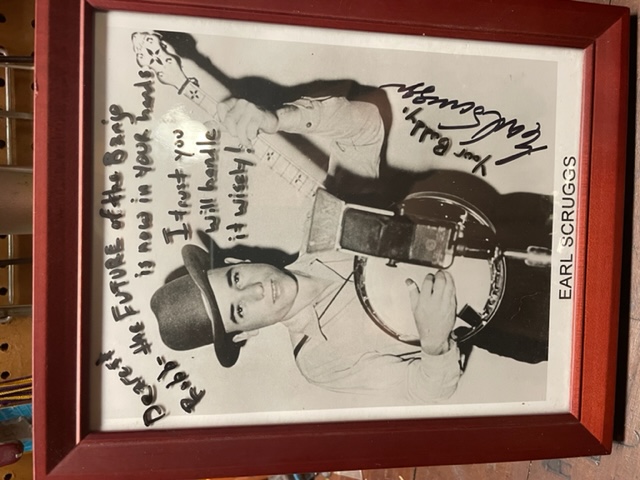 Dearest
Robb=
the FUTURE of the Banjo
is now in your hands
I trust you
will handle
it wisely!
Your Buddy,
Earl Scruggs
EARL SCRUGGS